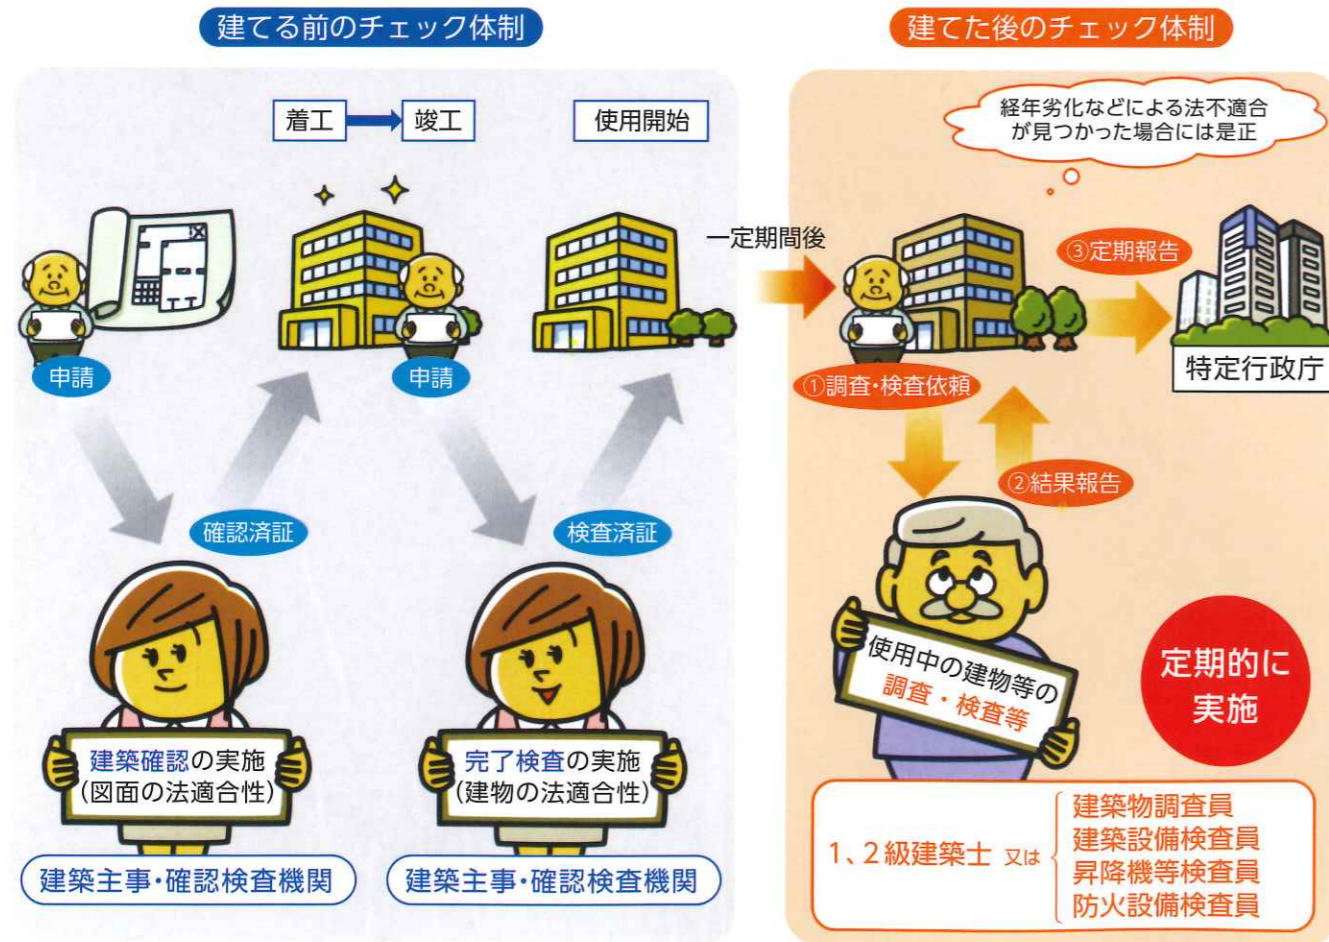 建てる前のチェック体制
着工
竣工
使用開始
申請
申請
確認済証
検査済証
建築確認の実施
(図面の法適合性)
完了検査の実施
(建物の法適合性)
建築主事・確認検査機関
建築主事・確認検査機関
一定期間後
建てた後のチェック体制
経年劣化などによる法不適合
が見つかった場合には是正
①調査・検査依頼
②結果報告
③定期報告
特定行政庁
使用中の建物等の
調査・検査等
定期的に
実施
1、2級建築士 又は
建築物調査員
建築設備検査員
昇降機等検査員
防火設備検査員